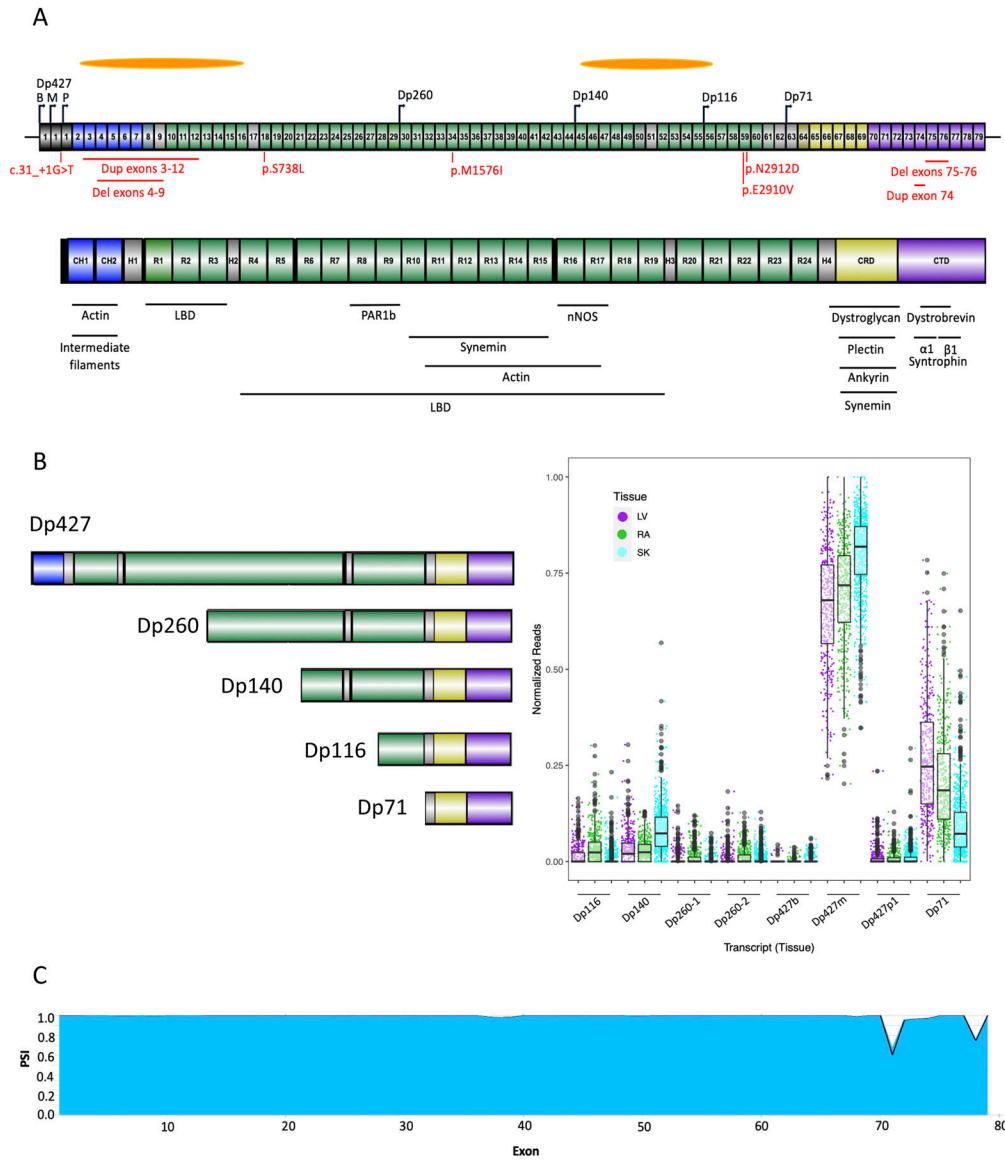 A
Dp427
B M P
Dp260
Dp140
Dp116
Dp71
1 1 1 2 3 4 5 6 7 8 9 10 11 12 13 14 15 16 17 18 19 20 21 22 23 24 25 26 27 28 29 30 31 32 33 34 35 36 37 38 39 40 41 42 43 44 45 46 47 48 49 50 51 52 53 54 55 56 57 58 59 60 61 62 63 64 65 66 67 68 69 70 71 72 73 74 75 76 77 78 79
c.31_+1G>T
Dup exons 3-12
Del exons 4-9
p.S738L
p.M1576I
p.N2912D
p.E2910V
Del exons 75-76
Dup exon 74
CH1 CH2 H1 R1 R2 R3 H2 R4 R5 R6 R7 R8 R9 R10 R11 R12 R13 R14 R15 R16 R17 R18 R19 H3 R20 R21 R22 R23 R24 H4 CRD CTD
Actin
Intermediate
filaments
LBD
PAR1b
nNOS
Synemin
Actin
LBD
Dystroglycan
Plectin
Ankyrin
Synemin
Dystrobrevin
α1 β1
Syntrophin
B
Dp427
Dp260
Dp140
Dp116
Dp71
Tissue
LV
RA
SK
1.00
0.75
0.50
0.25
0.00
Normalized Reads
Dp116
Dp140
Dp260-1
Dp260-2
Dp427b
Dp427m
Dp427p1
Dp71
Transcript (Tissue)
C
1.0
0.8
0.6
0.4
0.2
0.0
PSI
10 20 30 40 50 60 70 80
Exon